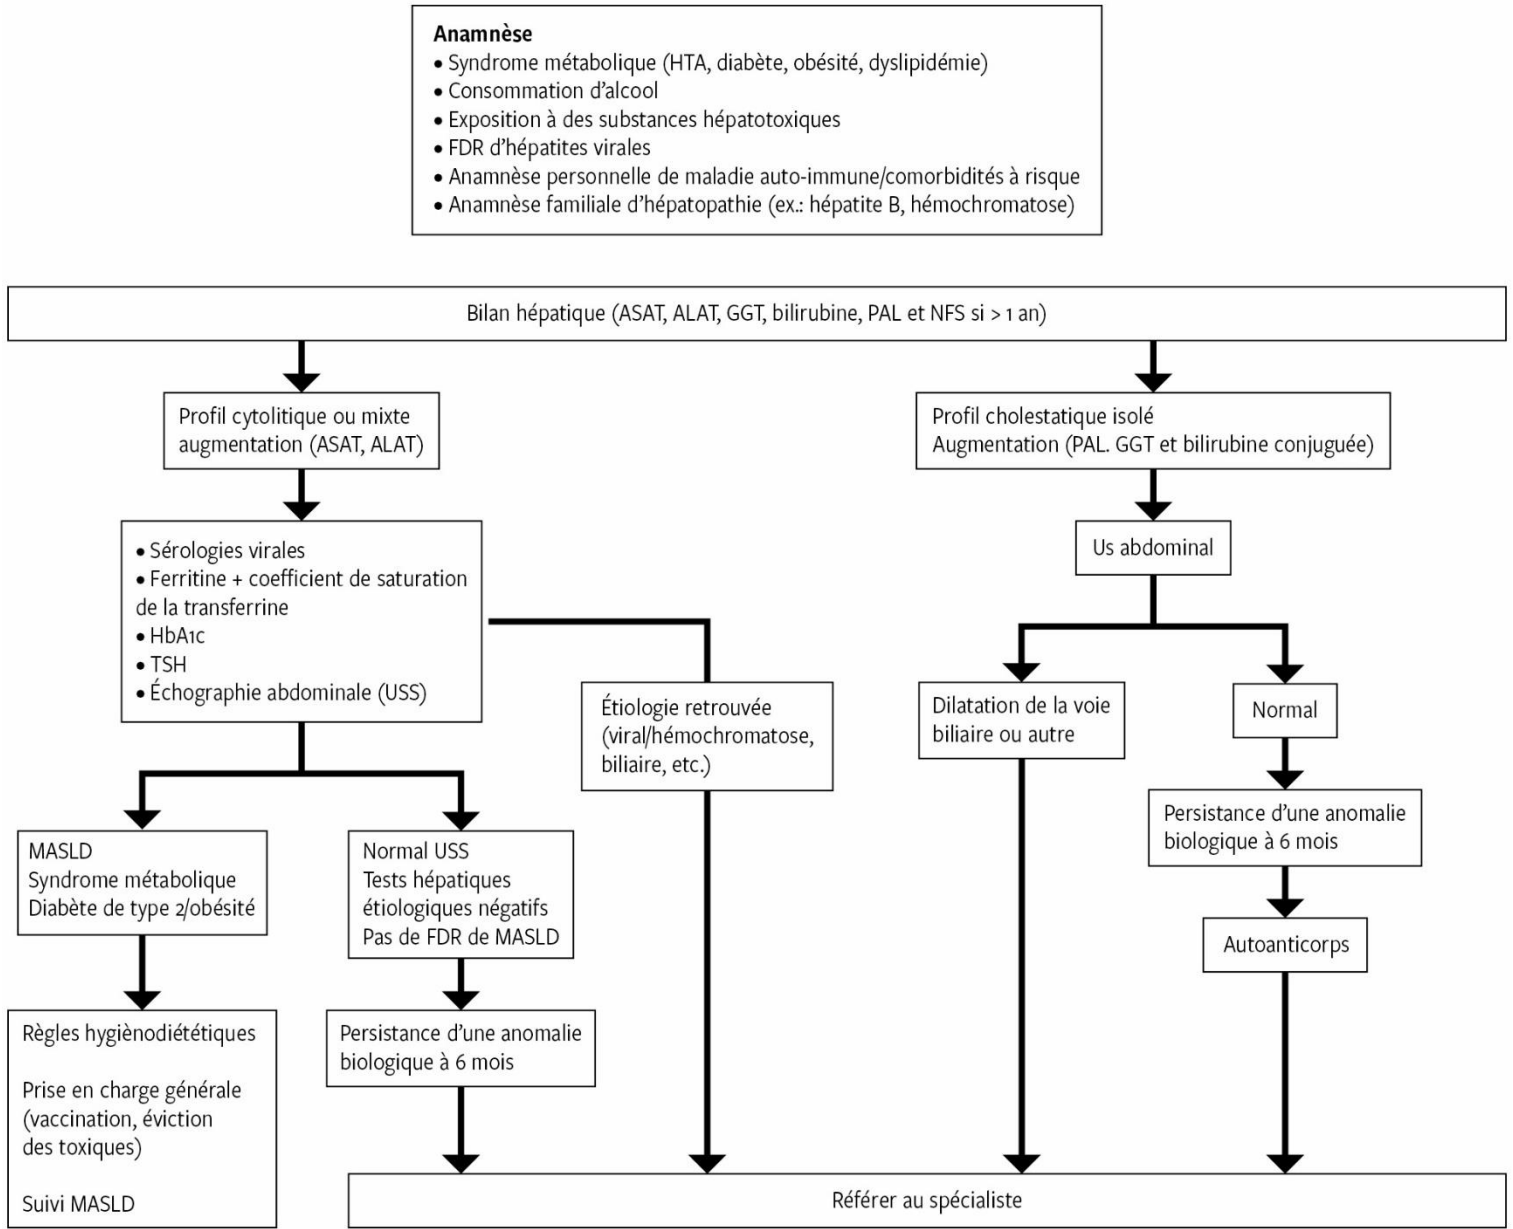 Anamnèse
• Syndrome métabolique (HTA, diabète, obésité, dyslipidémie)
• Consommation d'alcool
• Exposition à des substances hépatotoxiques
• FDR d'hépatites virales
• Anamnèse personnelle de maladie auto-immune/comorbidités à risque
• Anamnèse familiale d'hépatopathie (ex.: hépatite B, hémochromatose)
Bilan hépatique (ASAT, ALAT, GGT, bilirubine, PAL et NFS si > 1 an)
Profil cytolitique ou mixte
augmentation (ASAT, ALAT)
Profil cholestatique isolé
Augmentation (PAL. GGT et bilirubine conjuguée)
• Sérologies virales
• Ferritine + coefficient de saturation
de la transferrine
• HbA1c
• TSH
• Échographie abdominale (USS)
Us abdominal
Étiologie retrouvée
(viral/hémochromatose,
biliaire, etc.)
Dilatation de la voie
biliaire ou autre
Normal
Persistance d'une anomalie
biologique à 6 mois
Autoanticorps
MASLD
Syndrome métabolique
Diabète de type 2/obésité
Normal USS
Tests hépatiques
étiologiques négatifs
Pas de FDR de MASLD
Règles hygiènodiététiques
Prise en charge générale
(vaccination, éviction
des toxiques)
Suivi MASLD
Persistance d'une anomalie
biologique à 6 mois
Référer au spécialiste